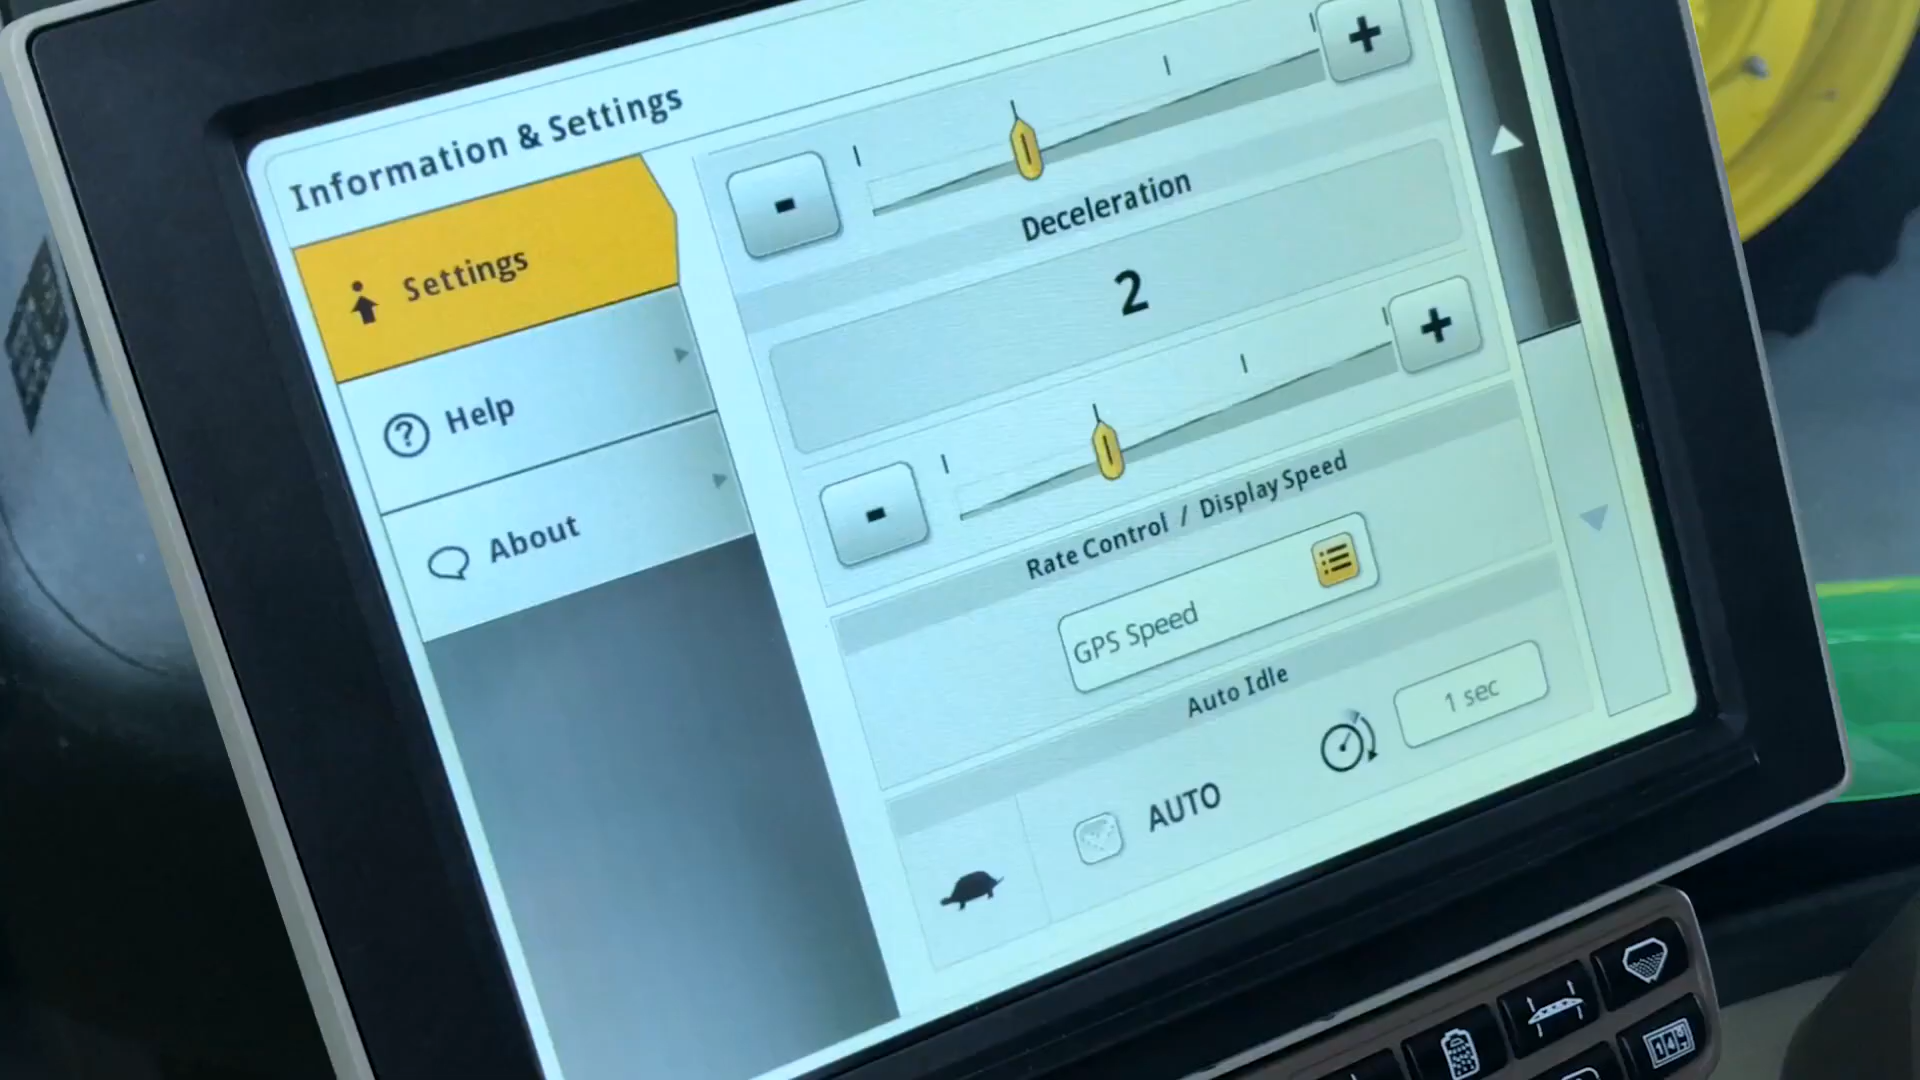 Information & Settings
Settings
Help
About
-
+
Deceleration
2
-
+
Rate Control / Display Speed
GPS Speed
Auto Idle
AUTO
1 sec